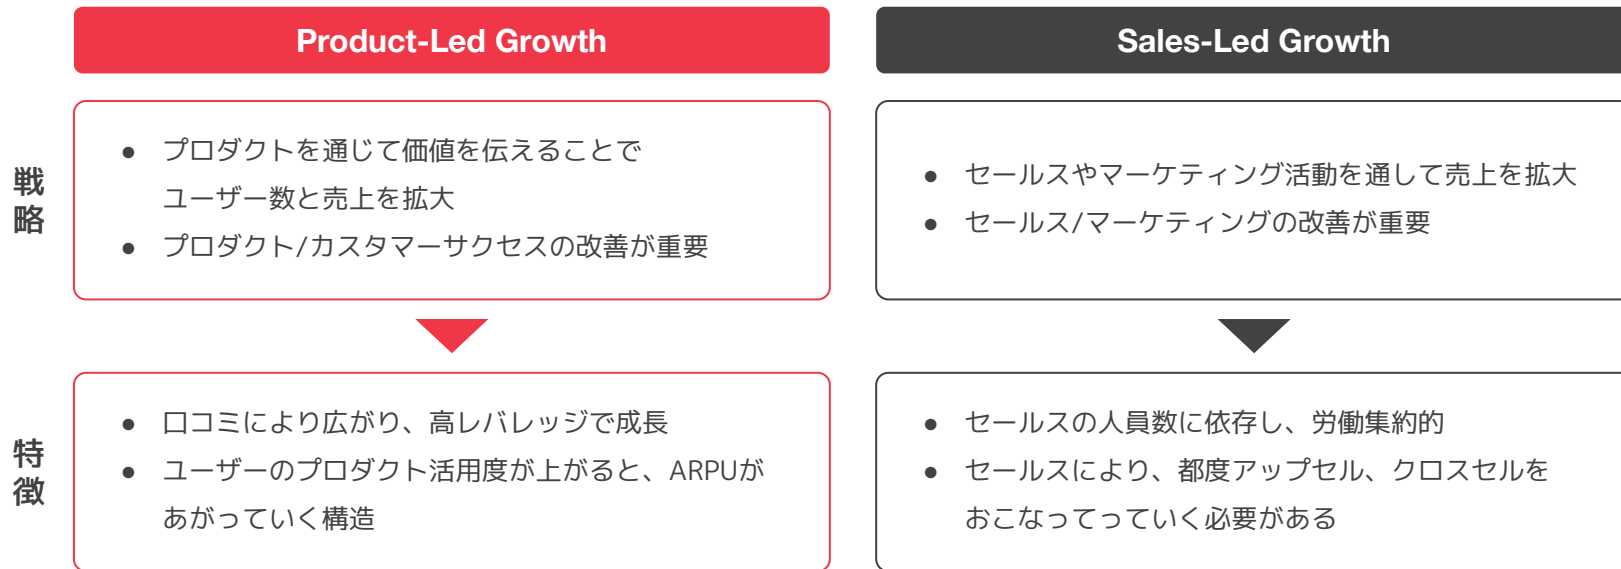 Product-Led Growth
Sales-Led Growth
戦略
● プロダクトを通じて価値を伝えることで
ユーザー数と売上を拡大
● プロダクト/カスタマーサクセスの改善が重要
● セールスやマーケティング活動を通して売上を拡大
● セールス/マーケティングの改善が重要
特徴
● 口コミにより広がり、高レバレッジで成長
● ユーザーのプロダクト活用度が上がると、ARPUが
あがっていく構造
● セールスの人員数に依存し、労働集約的
● セールスにより、都度アップセル、クロスセルを
おこなってっていく必要がある